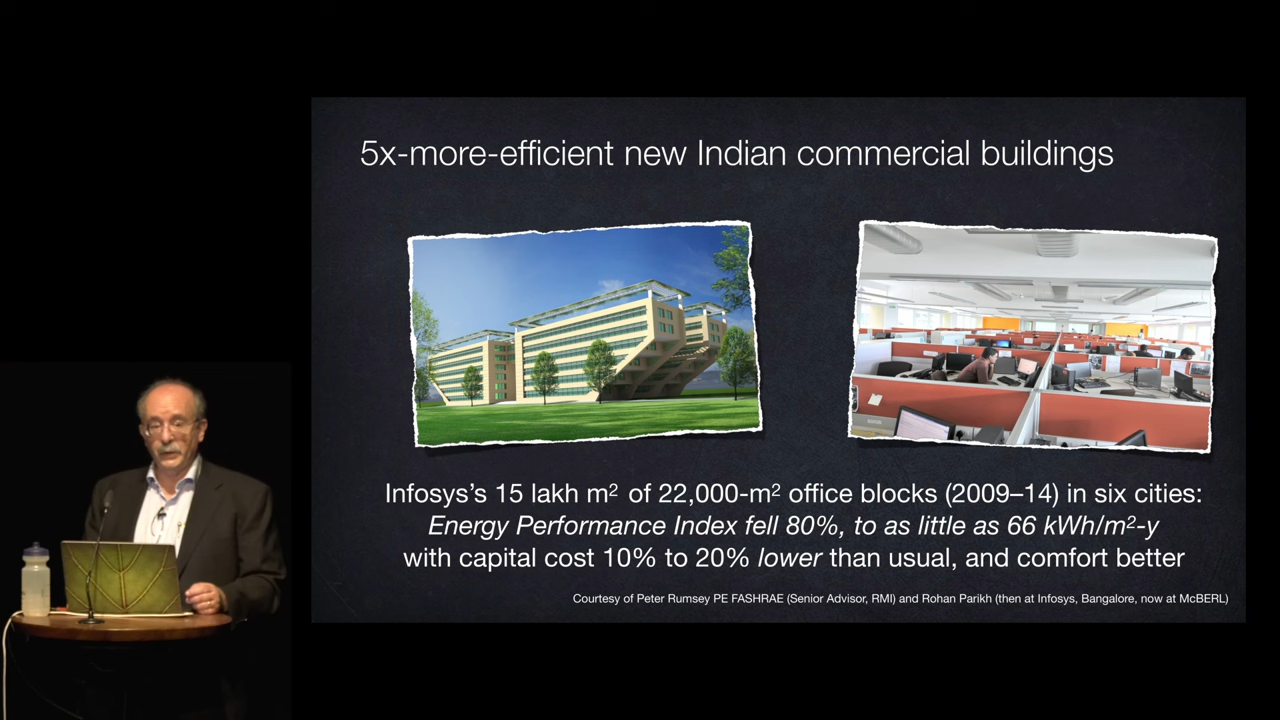 5x-more-efficient new Indian commercial buildings
Infosys's 15 lakh m² of 22,000-m² office blocks (2009–14) in six cities:
Energy Performance Index fell 80%, to as little as 66 kWh/m²-y
with capital cost 10% to 20% lower than usual, and comfort better
Courtesy of Peter Rumsey PE FASHRAE (Senior Advisor, RMI) and Rohan Parikh (then at Infosys, Bangalore, now at McBERL)